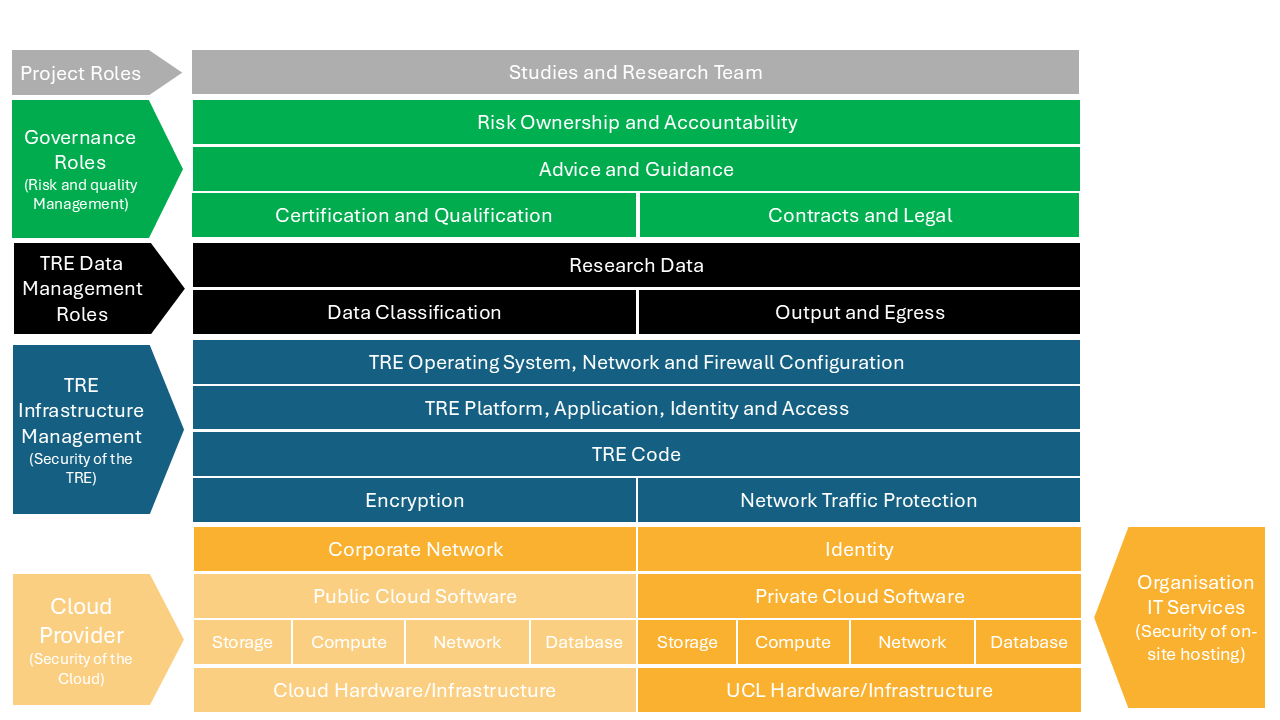 Project Roles
Studies and Research Team
Governance
Roles
(Risk and quality
Management)
Risk Ownership and Accountability
Advice and Guidance
Certification and Qualification
Contracts and Legal
TRE Data
Management
Roles
Research Data
Data Classification
Output and Egress
TRE
Infrastructure
Management
(Security of the
TRE)
TRE Operating System, Network and Firewall Configuration
TRE Platform, Application, Identity and Access
TRE Code
Encryption
Network Traffic Protection
Corporate Network
Identity
Cloud
Provider
(Security of the
Cloud)
Public Cloud Software
Private Cloud Software
Storage
Compute
Network
Database
Storage
Compute
Network
Database
Cloud Hardware/Infrastructure
UCL Hardware/Infrastructure
Organisation
IT Services
(Security of on-
site hosting)